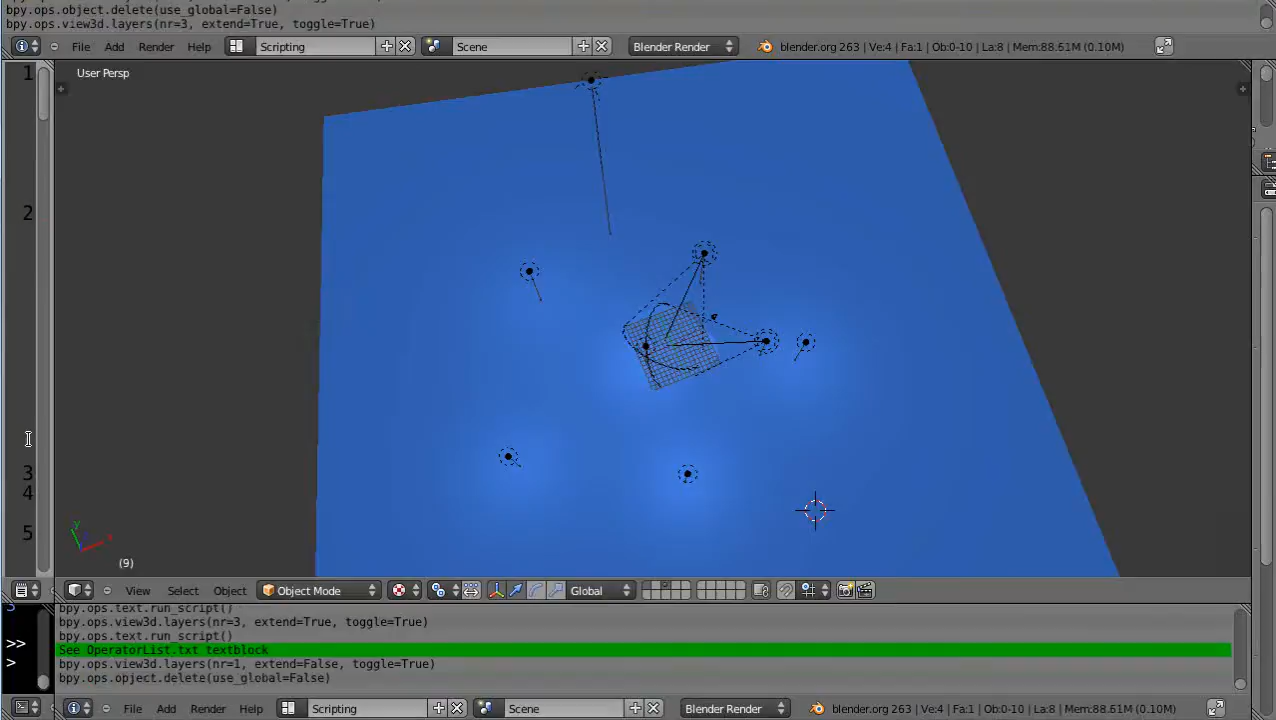 bpy.ops.object.delete(use_global=False)
bpy.ops.view3d.layers(nr=3, extend=True, toggle=True)
File Add Render Help Scripting Scene Blender Render blender.org 263 | Ve:4 | Fa:1 | Ob:0-10 | La:8 | Mem:88.61M (0.10M)
1
User Persp
2
3
4
5
y
x
(9)
View Select Object Object Mode Global
bpy.ops.text.run_script()
bpy.ops.view3d.layers(nr=3, extend=True, toggle=True)
bpy.ops.text.run_script()
See OperatorList.txt textblock
bpy.ops.view3d.layers(nr=1, extend=False, toggle=True)
bpy.ops.object.delete(use_global=False)
>>
>
File Add Render Help Scripting Scene Blender Render blender.org 263 | Ve:4 | Fa:1 | Ob:0-10 | La:8 | Mem:88.61M (0.10M)